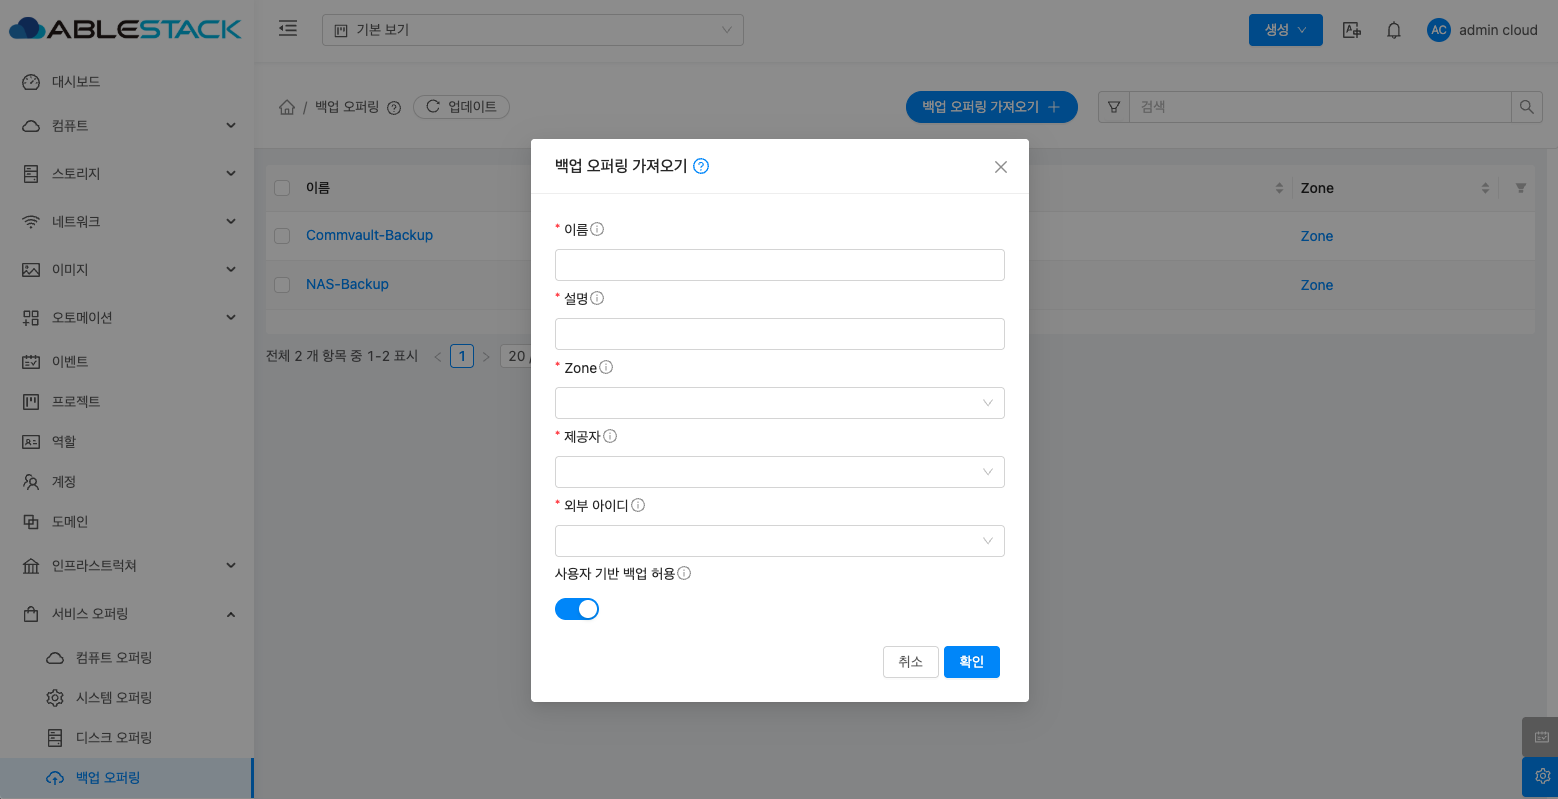 ABLESTACK
기본 보기
생성
AC
admin cloud
대시보드
컴퓨트
스토리지
네트워크
이미지
오토메이션
이벤트
프로젝트
역할
계정
도메인
인프라스트럭쳐
서비스 오퍼링
컴퓨트 오퍼링
시스템 오퍼링
디스크 오퍼링
백업 오퍼링
/ 백업 오퍼링
업데이트
백업 오퍼링 가져오기 +
검색
이름
Zone
Commvault-Backup
Zone
NAS-Backup
Zone
전체 2 개 항목 중 1-2 표시
1
20 /
백업 오퍼링 가져오기
* 이름
* 설명
* Zone
* 제공자
* 외부 아이디
사용자 기반 백업 허용
취소
확인